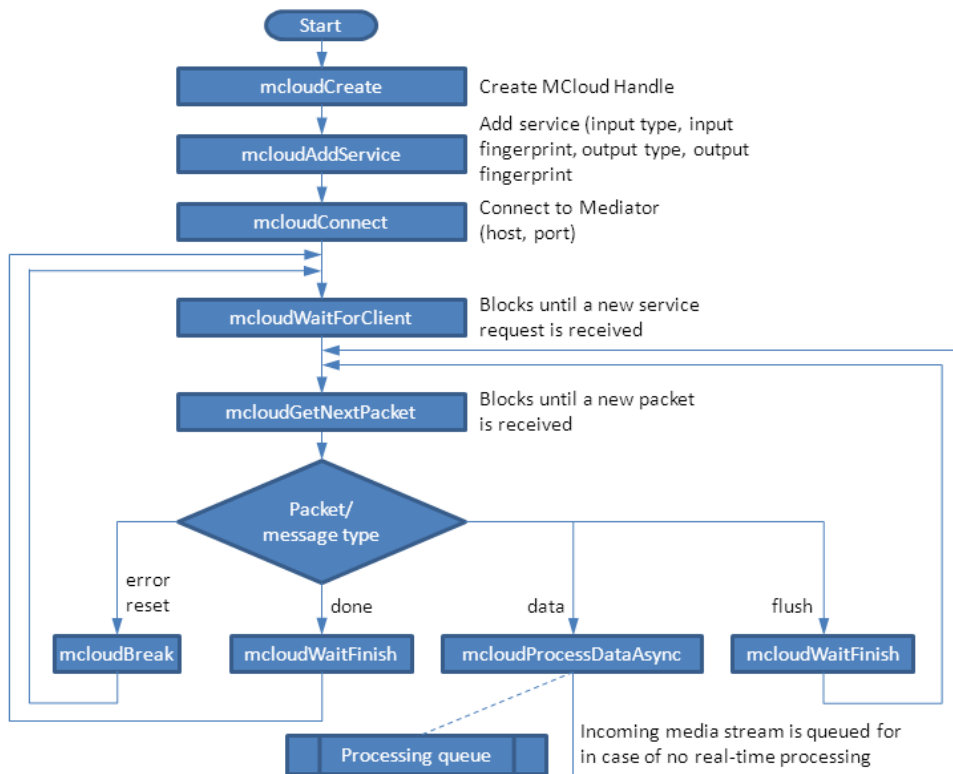 Start
mcloudCreate
Create MCloud Handle
mcloudAddService
Add service (input type, input
fingerprint, output type, output
fingerprint
mcloudConnect
Connect to Mediator
(host, port)
mcloudWaitForClient
Blocks until a new service
request is received
mcloudGetNextPacket
Blocks until a new packet
is received
Packet/
message type
error
reset
done
data
flush
mcloudBreak
mcloudWaitFinish
mcloudProcessDataAsync
mcloudWaitFinish
Processing queue
Incoming media stream is queued for
in case of no real-time processing